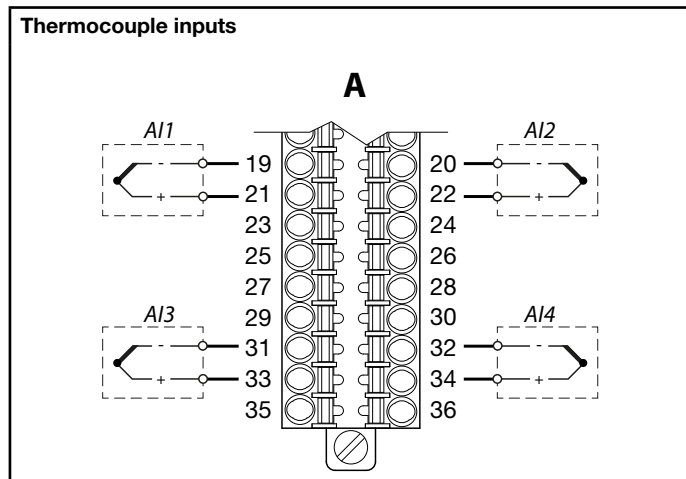 Thermocouple inputs
A
AI1 AI2
- 19 20 -
+ 21 22 +
23 24
25 26
27 28
AI3 29 30 AI4
- 31 32 -
+ 33 34 +
35 36